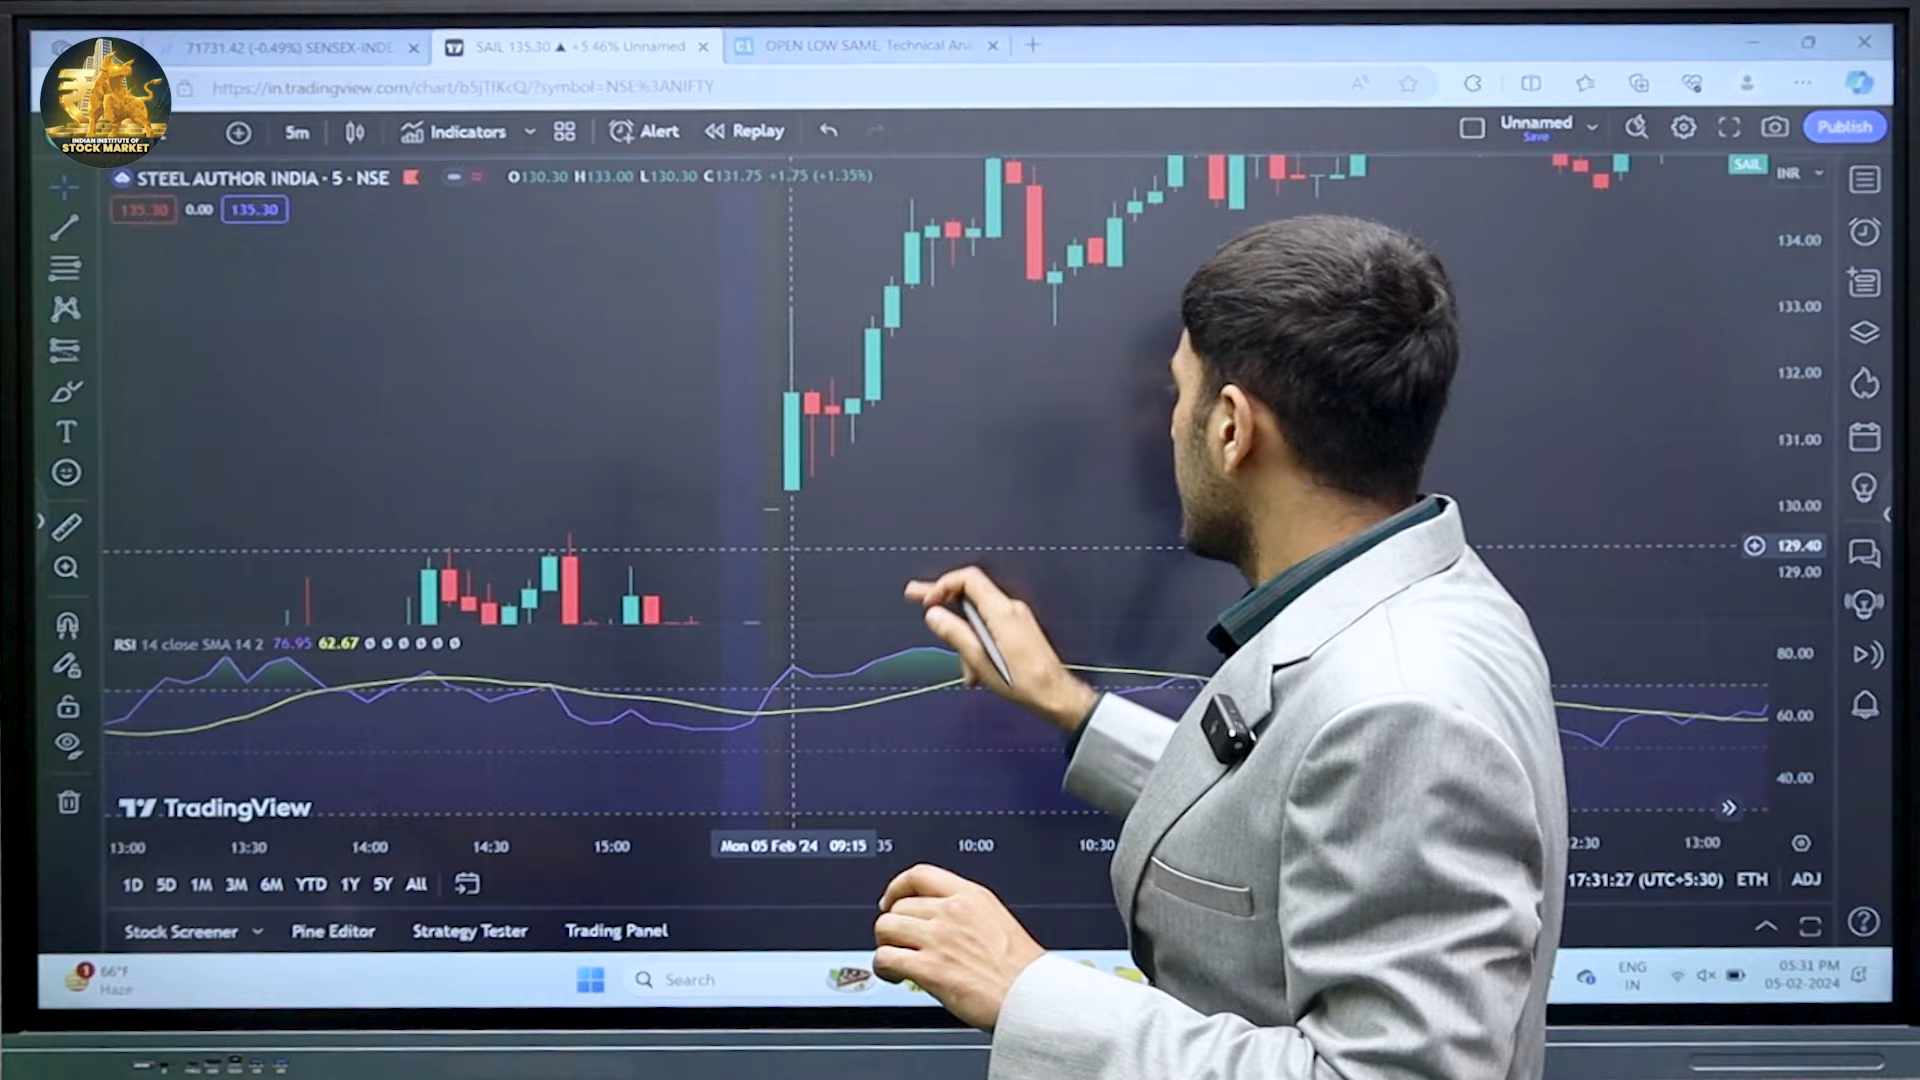 71731.42 (-0.49%) SENSEX-INDE
SAIL 135.30 ▲ +5.46% Unnamed
OPEN LOW SAME, Technical Ana
https://in.tradingview.com/chart/b5jTfKcQ/?symbol=NSE%3ANIFTY
INDIAN INSTITUTE OF
STOCK MARKET
5m
Indicators
Alert
Replay
Unnamed
Save
Publish
STEEL AUTHOR INDIA · 5 · NSE
O130.30 H133.00 L130.30 C131.75 +1.75 (+1.35%)
SAIL
INR
135.30
0.00
135.30
134.00
133.00
132.00
131.00
130.00
129.40
129.00
RSI 14 close SMA 14 2 76.95 62.67 Ø Ø Ø Ø Ø
80.00
60.00
40.00
TradingView
13:00
13:30
14:00
14:30
15:00
Mon 05 Feb '24 09:15
35
10:00
10:30
2:30
13:00
1D 5D 1M 3M 6M YTD 1Y 5Y All
17:31:27 (UTC+5:30)
ETH
ADJ
Stock Screener
Pine Editor
Strategy Tester
Trading Panel
1
66°F
Haze
Search
ENG
IN
05:31 PM
05-02-2024